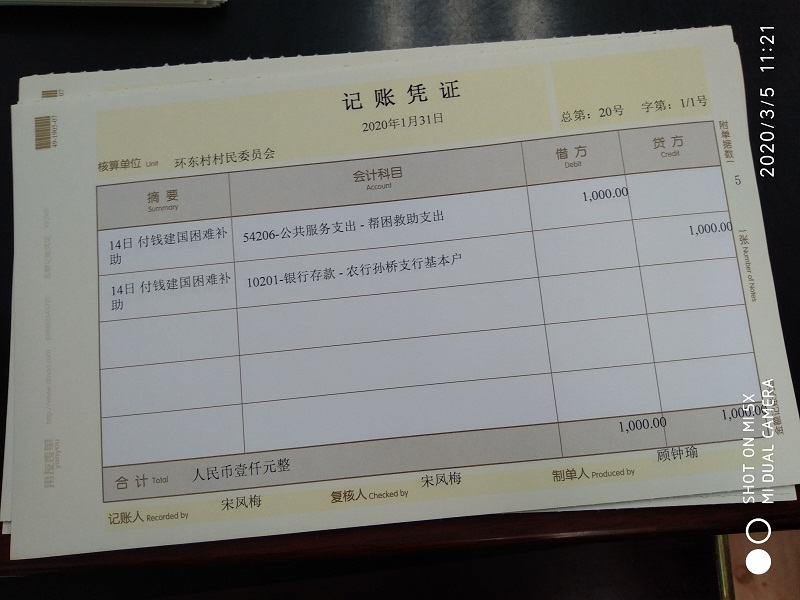 记账凭证
2020年1月31日
总第：20号 字第：1/1号
核算单位 Unit 环东村村民委员会
附单据数 5 张 Number of Notes
摘要 Summary 会计科目 Account 借方 Debit 贷方 Credit
14日 付钱建国困难补助 54206-公共服务支出 - 帮困救助支出 1,000.00
14日 付钱建国困难补助 10201-银行存款 - 农行孙桥支行基本户 1,000.00
合计 Total 人民币壹仟元整 1,000.00 1,000.00
记账人 Recorded by 宋凤梅 复核人 Checked by 宋凤梅 制单人 Produced by 顾钟瑜
2020/3/5 11:21
SHOT ON MI 5X
MI DUAL CAMERA